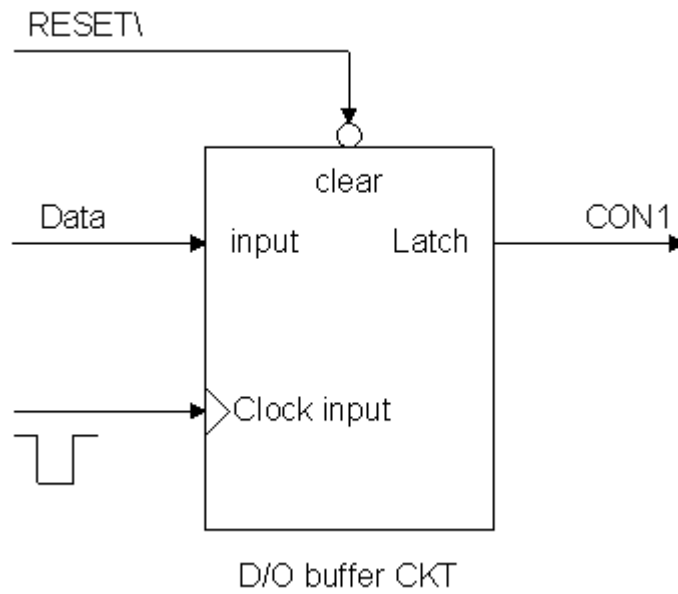 RESET\
clear
Data
input
Latch
CON1
Clock input
D/O buffer CKT